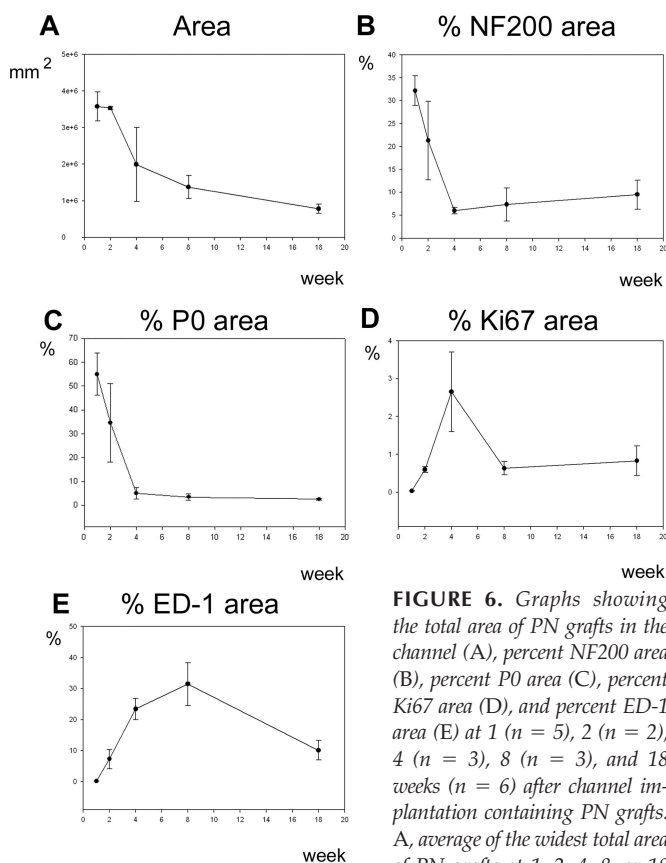 A
Area
mm 2
5e+6
4e+6
3e+6
2e+6
1e+6
0
0 2 4 6 8 10 12 14 16 18 20
week
B
% NF200 area
%
40
35
30
25
20
15
10
5
0
0 2 4 6 8 10 12 14 16 18 20
week
C
% P0 area
%
70
60
50
40
30
20
10
0
0 2 4 6 8 10 12 14 16 18 20
week
D
% Ki67 area
%
4
3
2
1
0
0 2 4 6 8 10 12 14 16 18 20
week
E
% ED-1 area
%
50
40
30
20
10
0
0 2 4 6 8 10 12 14 16 18 20
week
FIGURE 6. Graphs showing
the total area of PN grafts in the
channel (A), percent NF200 area
(B), percent P0 area (C), percent
Ki67 area (D), and percent ED-1
area (E) at 1 (n = 5), 2 (n = 2),
4 (n = 3), 8 (n = 3), and 18
weeks (n = 6) after channel im-
plantation containing PN grafts.
A, average of the widest total area
of PN grafts at 1, 2, 4, 8, or 18